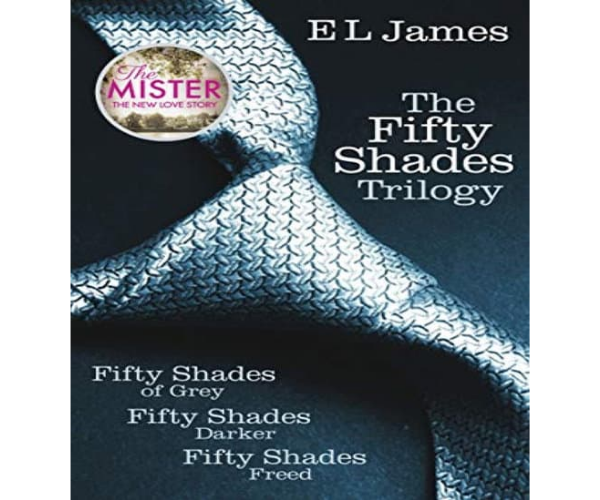 E L James
The
MISTER
THE NEW LOVE STORY
The
Fifty
Shades
Trilogy
Fifty Shades
of Grey
Fifty Shades
Darker
Fifty Shades
Freed